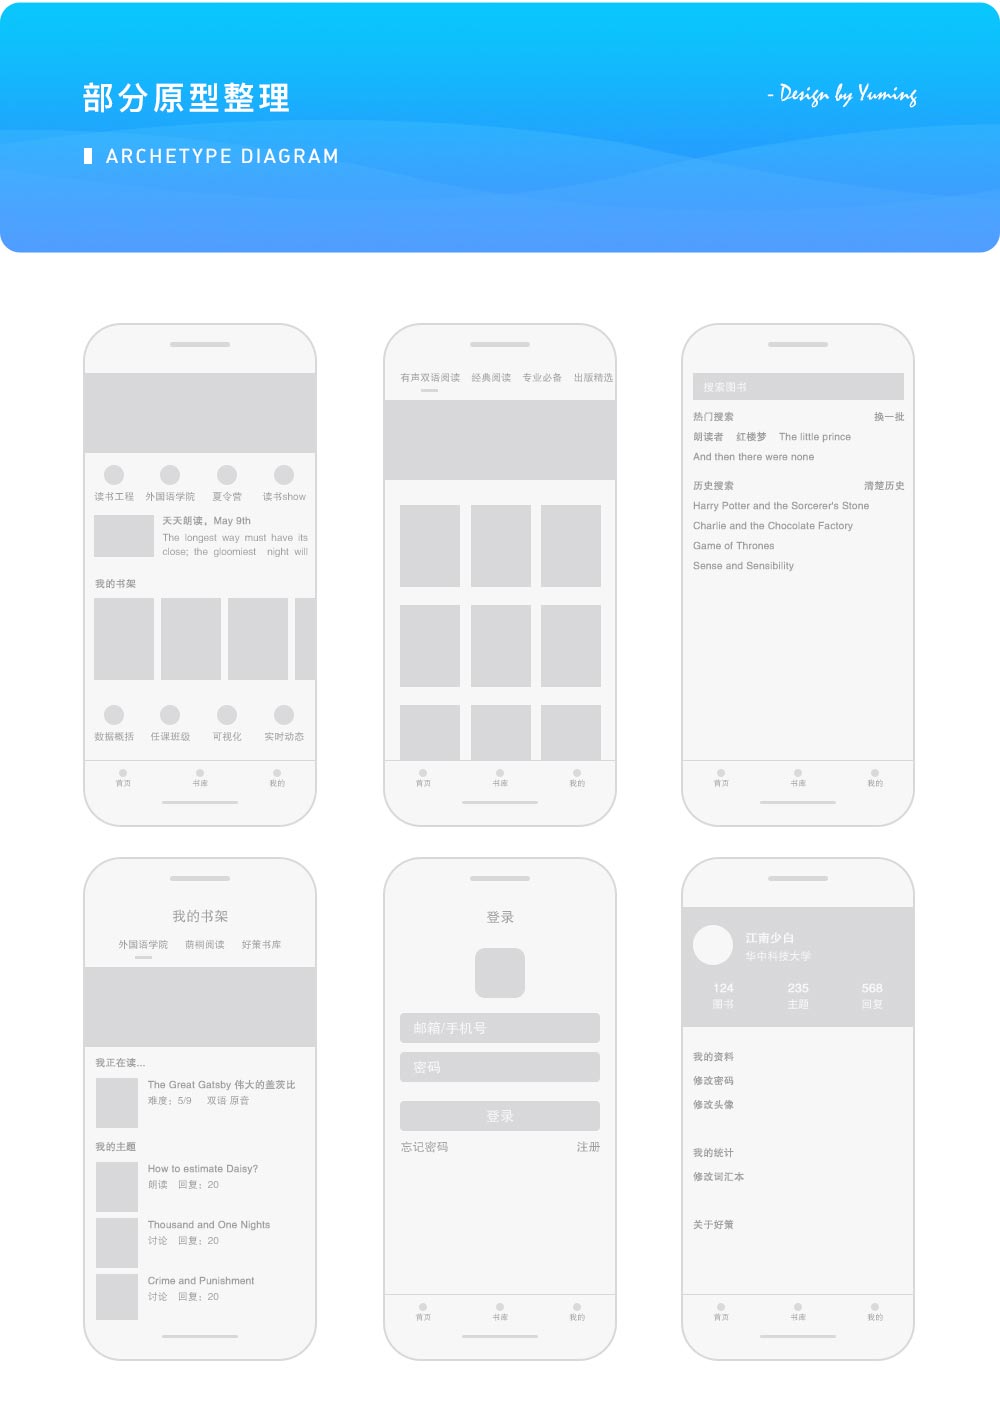 部分原型整理
- Design by Yuming
ARCHETYPE DIAGRAM
读书工程 外国语学院 夏令营 读书show
天天朗读，May 9th
The longest way must have its
close; the gloomiest night will
我的书架
数据概括 任课班级 可视化 实时动态
首页 书库 我的
有声双语阅读 经典阅读 专业必备 出版精选
首页 书库 我的
搜索图书
热门搜索 换一批
朗读者 红楼梦 The little prince
And then there were none
历史搜索 清楚历史
Harry Potter and the Sorcerer's Stone
Charlie and the Chocolate Factory
Game of Thrones
Sense and Sensibility
首页 书库 我的
我的书架
外国语学院 荫桐阅读 好策书库
我正在读...
The Great Gatsby 伟大的盖茨比
难度：5/9 双语·原音
我的主题
How to estimate Daisy?
朗读 回复：20
Thousand and One Nights
讨论 回复：20
Crime and Punishment
讨论 回复：20
登录
邮箱/手机号
密码
登录
忘记密码 注册
首页 书库 我的
江南少白
华中科技大学
124 235 568
图书 主题 回复
我的资料
修改密码
修改头像
我的统计
修改词汇本
关于好策
首页 书库 我的